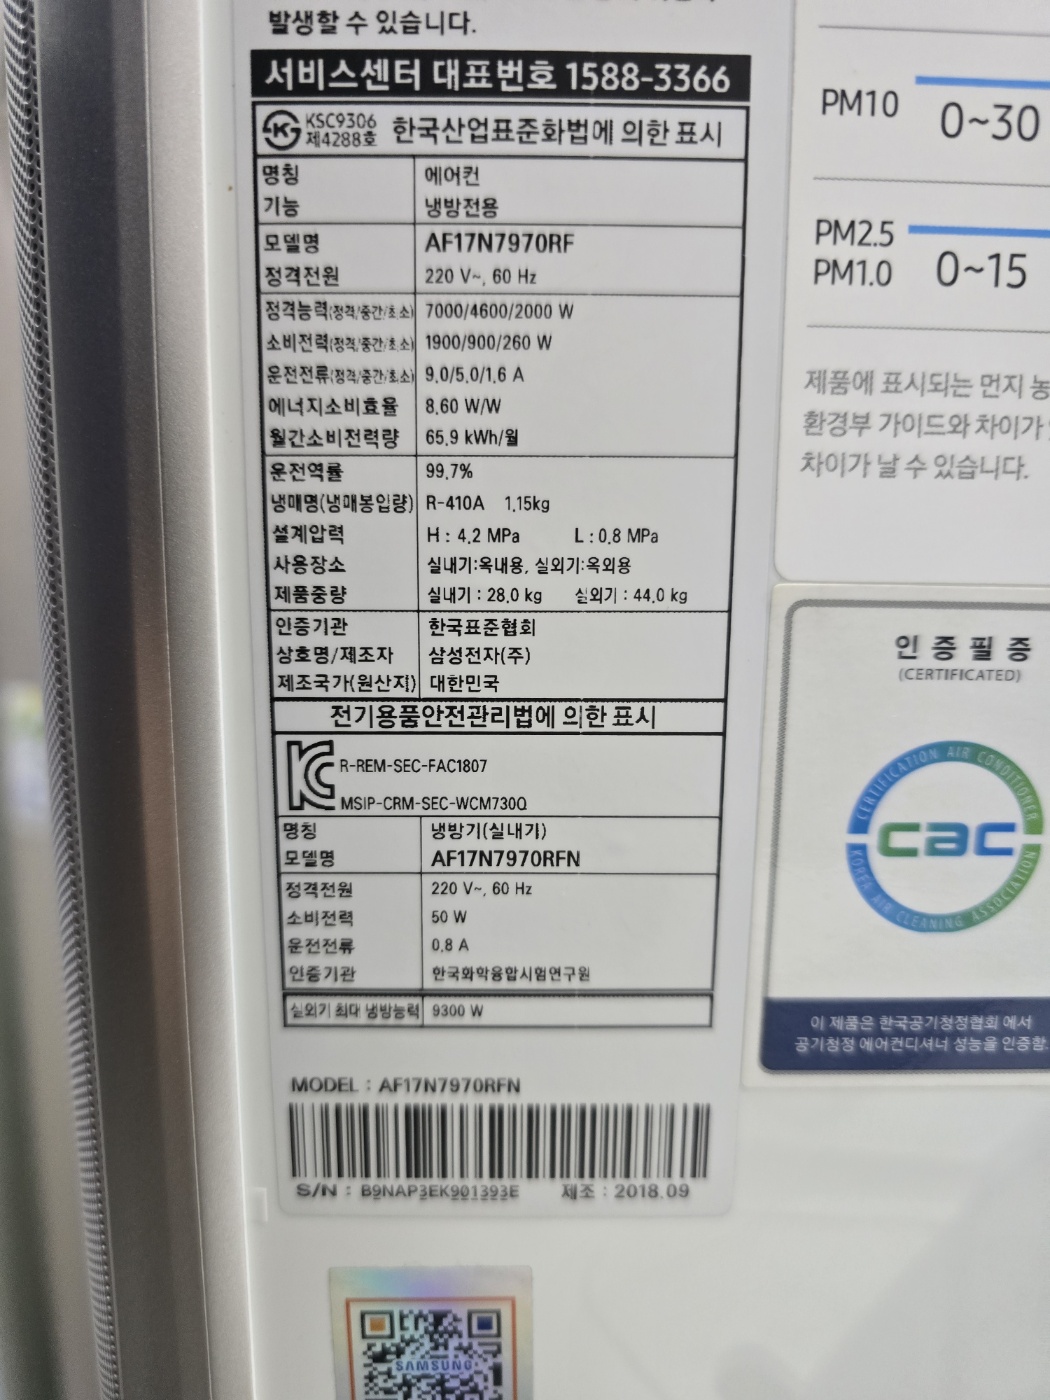 발생할 수 있습니다.
서비스센터 대표번호 1588-3366
KSC9306
제4288호
한국산업표준화법에 의한 표시
명칭 에어컨
기능 냉방전용
모델명 AF17N7970RF
정격전원 220 V~, 60 Hz
정격능력(정격/중간/최소) 7000/4600/2000 W
소비전력(정격/중간/최소) 1900/900/260 W
운전전류(정격/중간/최소) 9.0/5.0/1.6 A
에너지소비효율 8.60 W/W
월간소비전력량 65.9 kWh/월
운전역률 99.7%
냉매명(냉매봉입량) R-410A 1.15kg
설계압력 H : 4.2 MPa L : 0.8 MPa
사용장소 실내기:옥내용, 실외기:옥외용
제품중량 실내기 : 28.0 kg 실외기 : 44.0 kg
인증기관 한국표준협회
상호명/제조자 삼성전자(주)
제조국가(원산지) 대한민국
전기용품안전관리법에 의한 표시
R-REM-SEC-FAC1807
MSIP-CRM-SEC-WCM730Q
명칭 냉방기(실내기)
모델명 AF17N7970RFN
정격전원 220 V~, 60 Hz
소비전력 50 W
운전전류 0.8 A
인증기관 한국화학융합시험연구원
실외기 최대 냉방능력 9300 W
MODEL : AF17N7970RFN
S/N : B9NAP3EK901393E 제조 : 2018.09
SAMSUNG
PM10 0~30
PM2.5
PM1.0
0~15
제품에 표시되는 먼지 농
환경부 가이드와 차이가
차이가 날 수 있습니다.
인증필증
(CERTIFICATED)
CERTIFICATION AIR CONDITIONER
cac
KOREA AIR CLEANING ASSOCIATION
이 제품은 한국공기청정협회 에서
공기청정 에어컨디셔너 성능을 인증함.